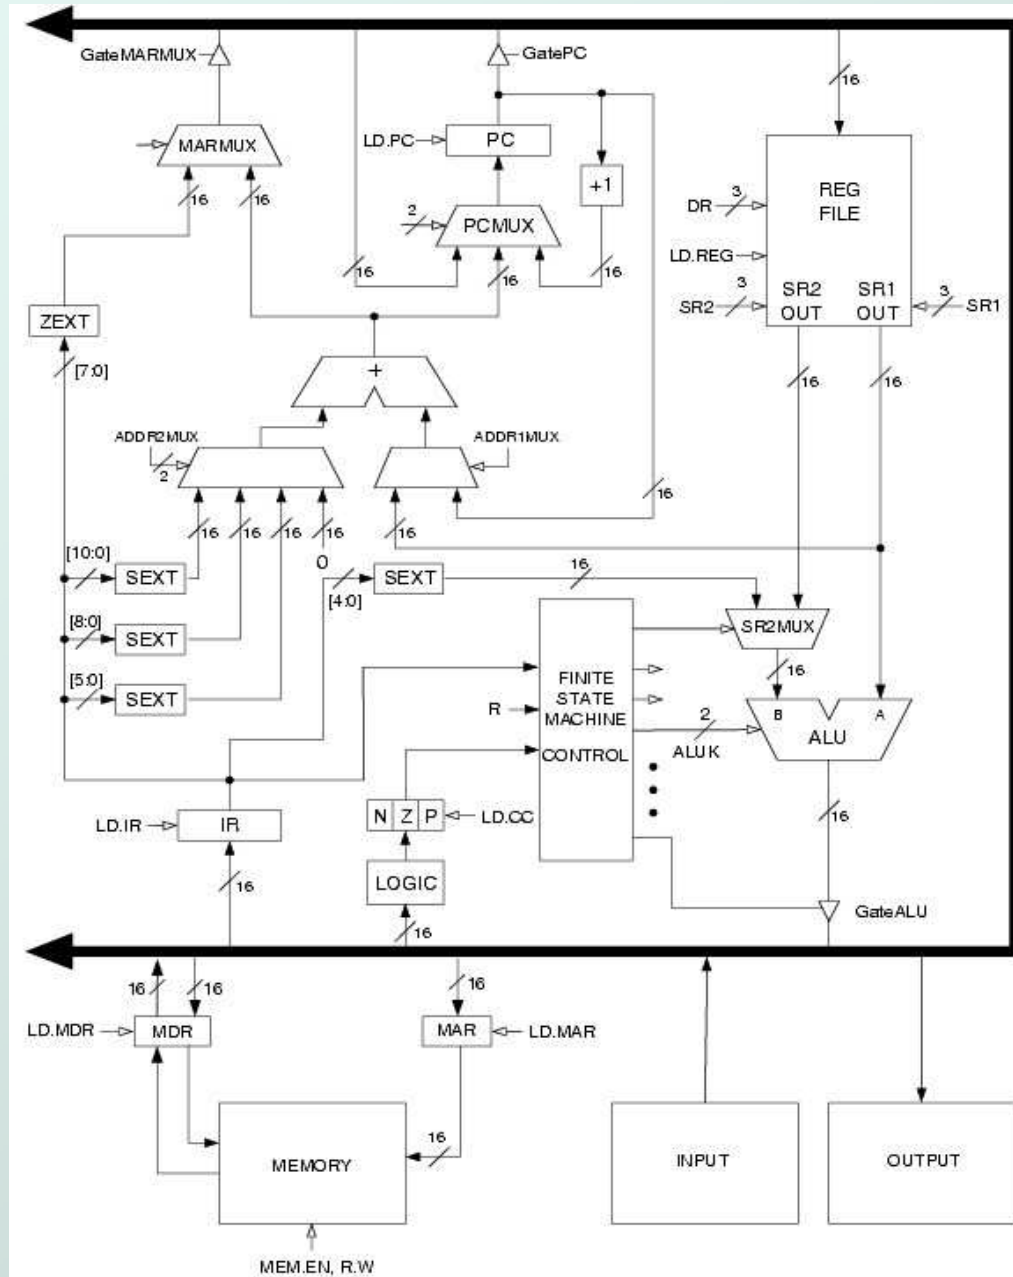 GateMARMUX
GatePC
16
MARMUX
LD.PC
PC
+1
REG
FILE
DR
3
16
16
2
PCMUX
LD.REG
16
16
16
3
SR2
SR2
OUT
SR1
OUT
3
SR1
ZEXT
[7:0]
+
16
16
ADDR2MUX
2
ADDR1MUX
16
16
16
16
16
16
0
[10:0]
SEXT
[4:0]
SEXT
16
[8:0]
SEXT
SR2MUX
16
[5:0]
SEXT
FINITE
STATE
MACHINE
CONTROL
R
2
ALUK
B
A
ALU
LD.IR
IR
N Z P
LD.CC
16
16
LOGIC
16
GateALU
16
16
16
LD.MDR
MDR
MAR
LD.MAR
16
MEMORY
INPUT
OUTPUT
MEM.EN, R.W